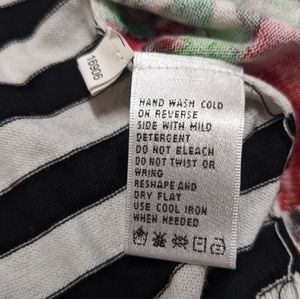 16906
HAND WASH COLD
ON REVERSE
SIDE WITH MILD
DETERGENT
DO NOT BLEACH
DO NOT TWIST OR
WRING
RESHAPE AND
DRY FLAT
USE COOL IRON
WHEN NEEDED